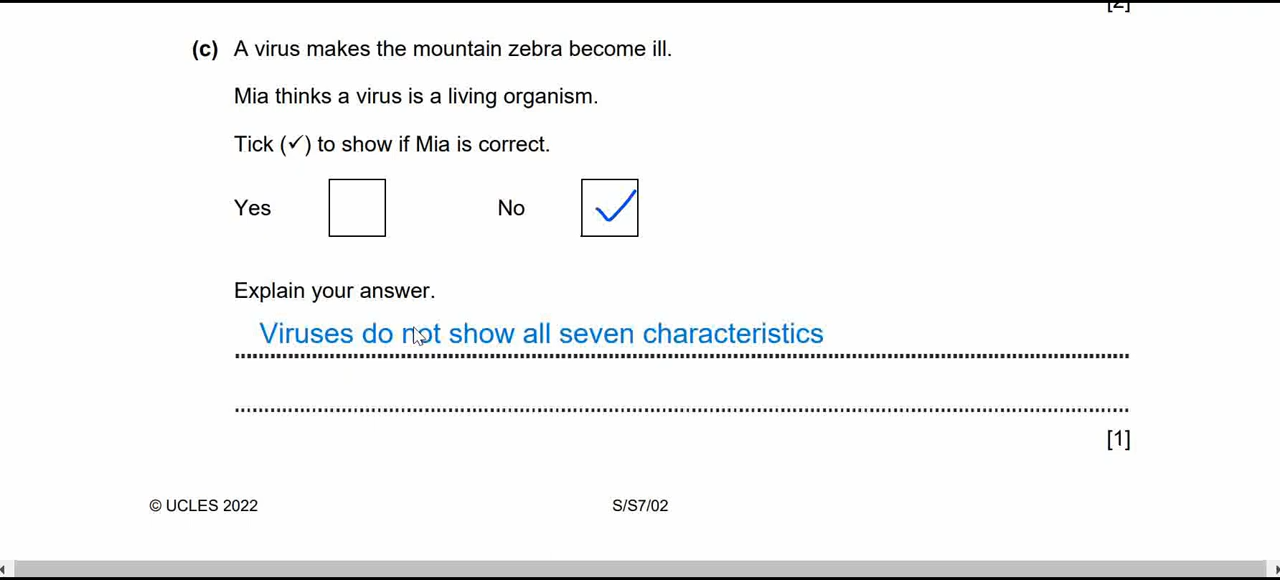 [2]
(c) A virus makes the mountain zebra become ill.
Mia thinks a virus is a living organism.
Tick (✓) to show if Mia is correct.
Yes No ✓
Explain your answer.
Viruses do not show all seven characteristics
[1]
© UCLES 2022 S/S7/02